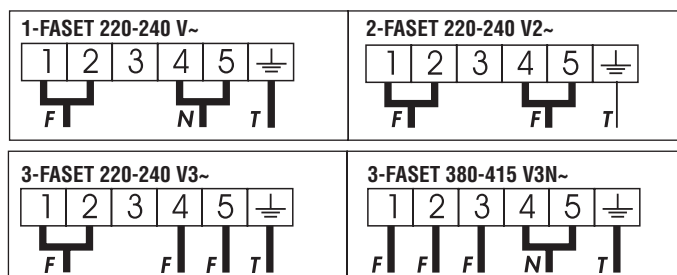 1-FASET 220-240 V~
1 2 3 4 5
F N T
2-FASET 220-240 V2~
1 2 3 4 5
F F T
3-FASET 220-240 V3~
1 2 3 4 5
F F F T
3-FASET 380-415 V3N~
1 2 3 4 5
F F F N T